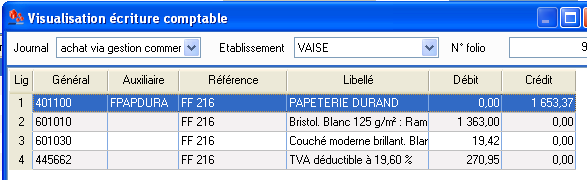 Visualisation écriture comptable
Journal achat via gestion commer Etablissement VAISE N° folio 9
Lig Général Auxiliaire Référence Libellé Débit Crédit
1 401100 FPAPDURA FF 216 PAPETERIE DURAND 0,00 1 653,37
2 601010 FF 216 Bristol. Blanc 125 g/m² : Ram 1 363,00 0,00
3 601030 FF 216 Couché moderne brillant. Blar 19,42 0,00
4 445662 FF 216 TVA déductible à 19,60 % 270,95 0,00